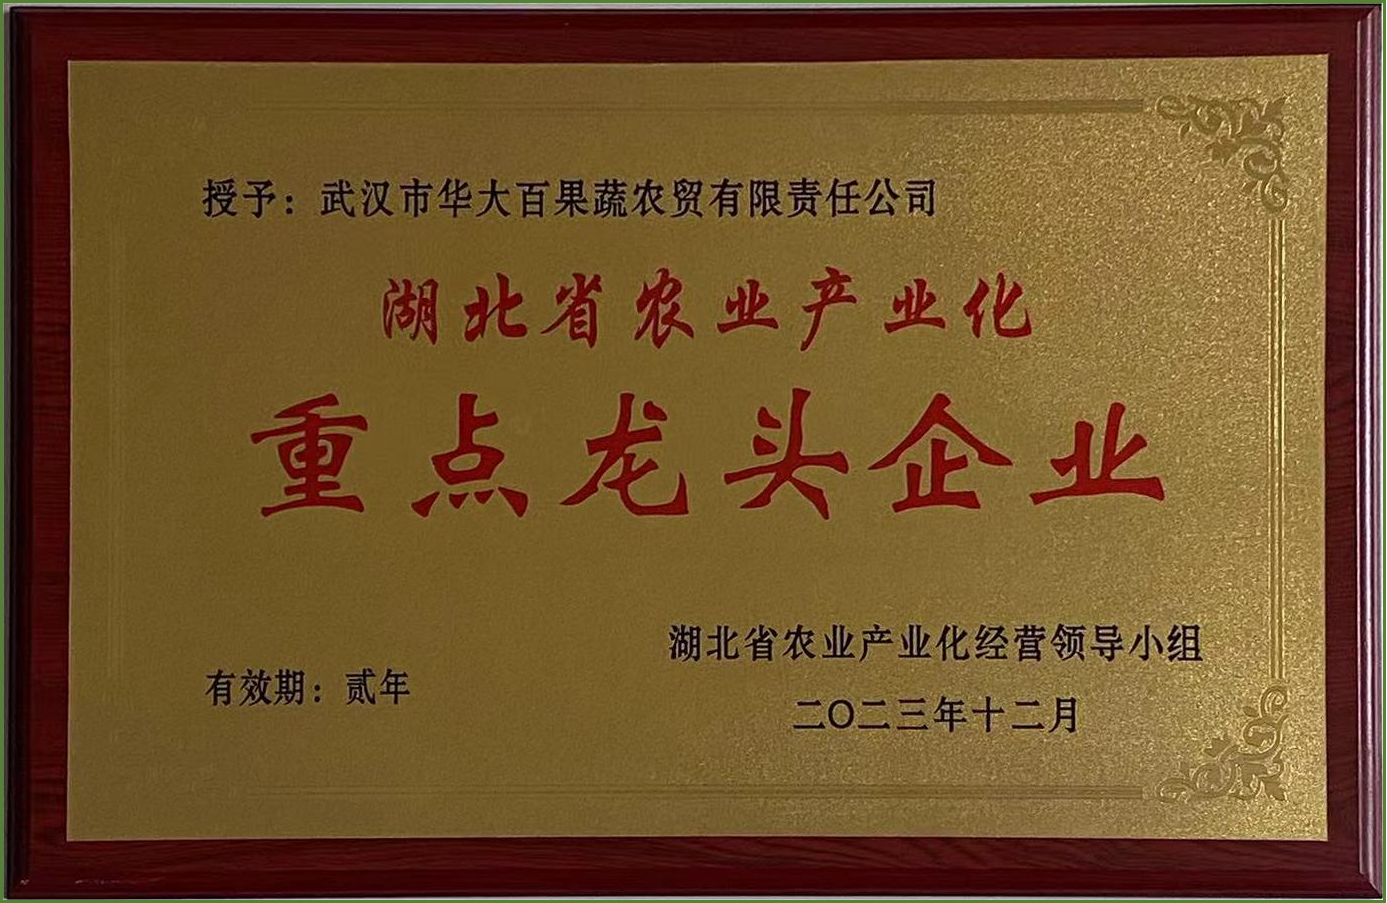 授予：武汉市华大百果蔬农贸有限责任公司
湖北省农业产业化
重点龙头企业
湖北省农业产业化经营领导小组
有效期：贰年
二〇二三年十二月